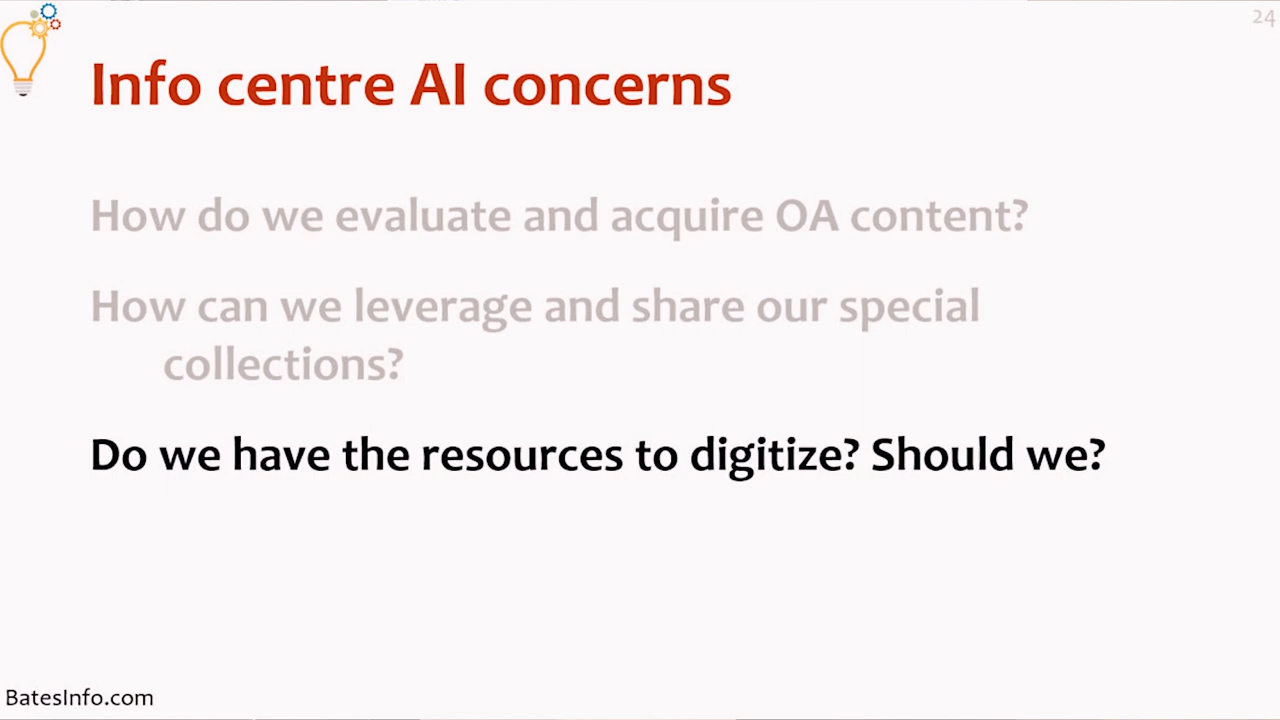 24
Info centre AI concerns
How do we evaluate and acquire OA content?
How can we leverage and share our special
collections?
Do we have the resources to digitize? Should we?
BatesInfo.com